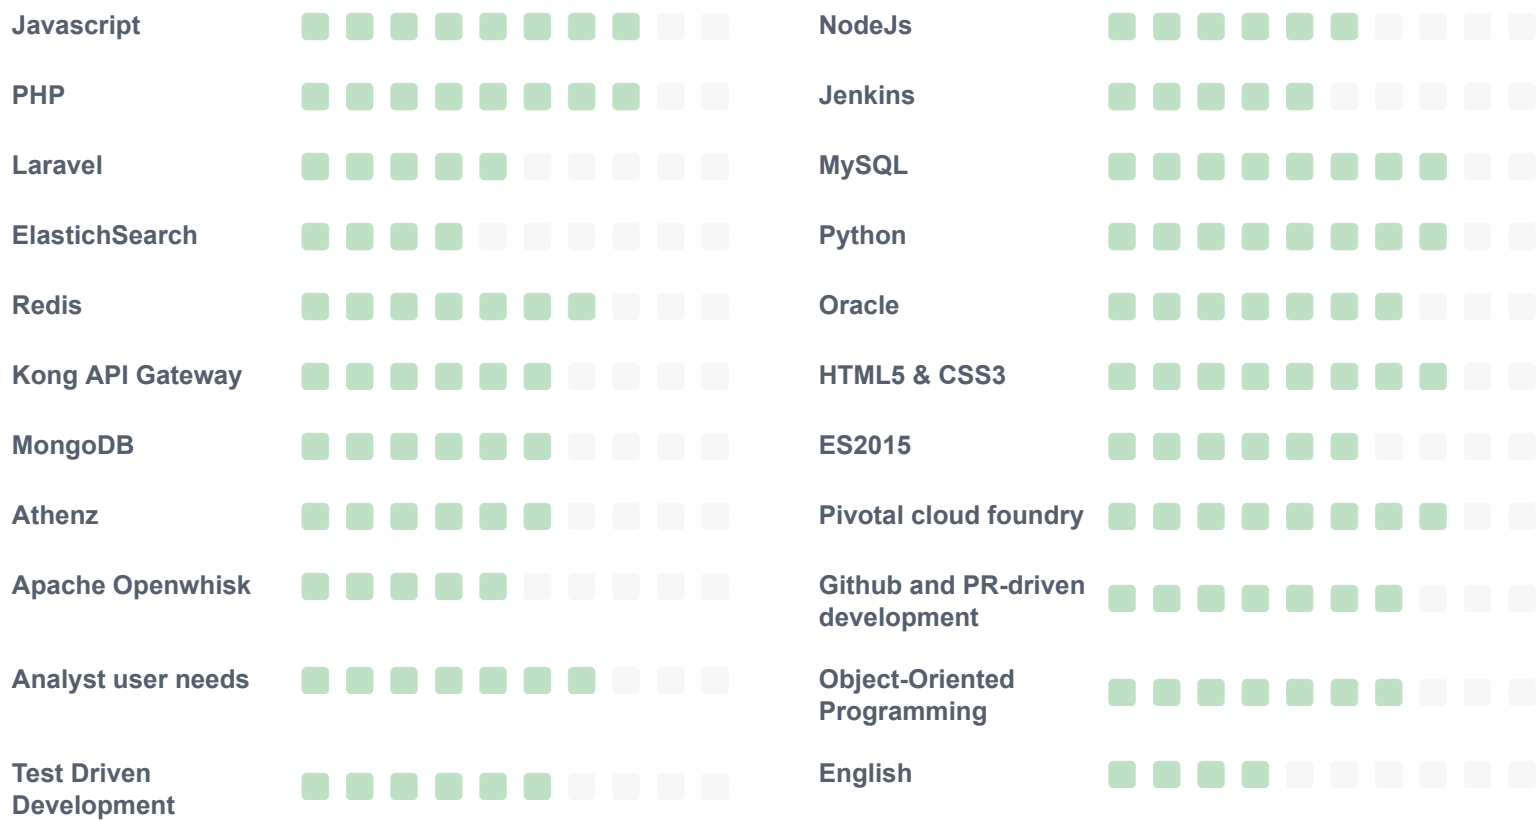 Javascript
NodeJs
PHP
Jenkins
Laravel
MySQL
ElastichSearch
Python
Redis
Oracle
Kong API Gateway
HTML5 & CSS3
MongoDB
ES2015
Athenz
Pivotal cloud foundry
Apache Openwhisk
Github and PR-driven
development
Analyst user needs
Object-Oriented
Programming
Test Driven
Development
English